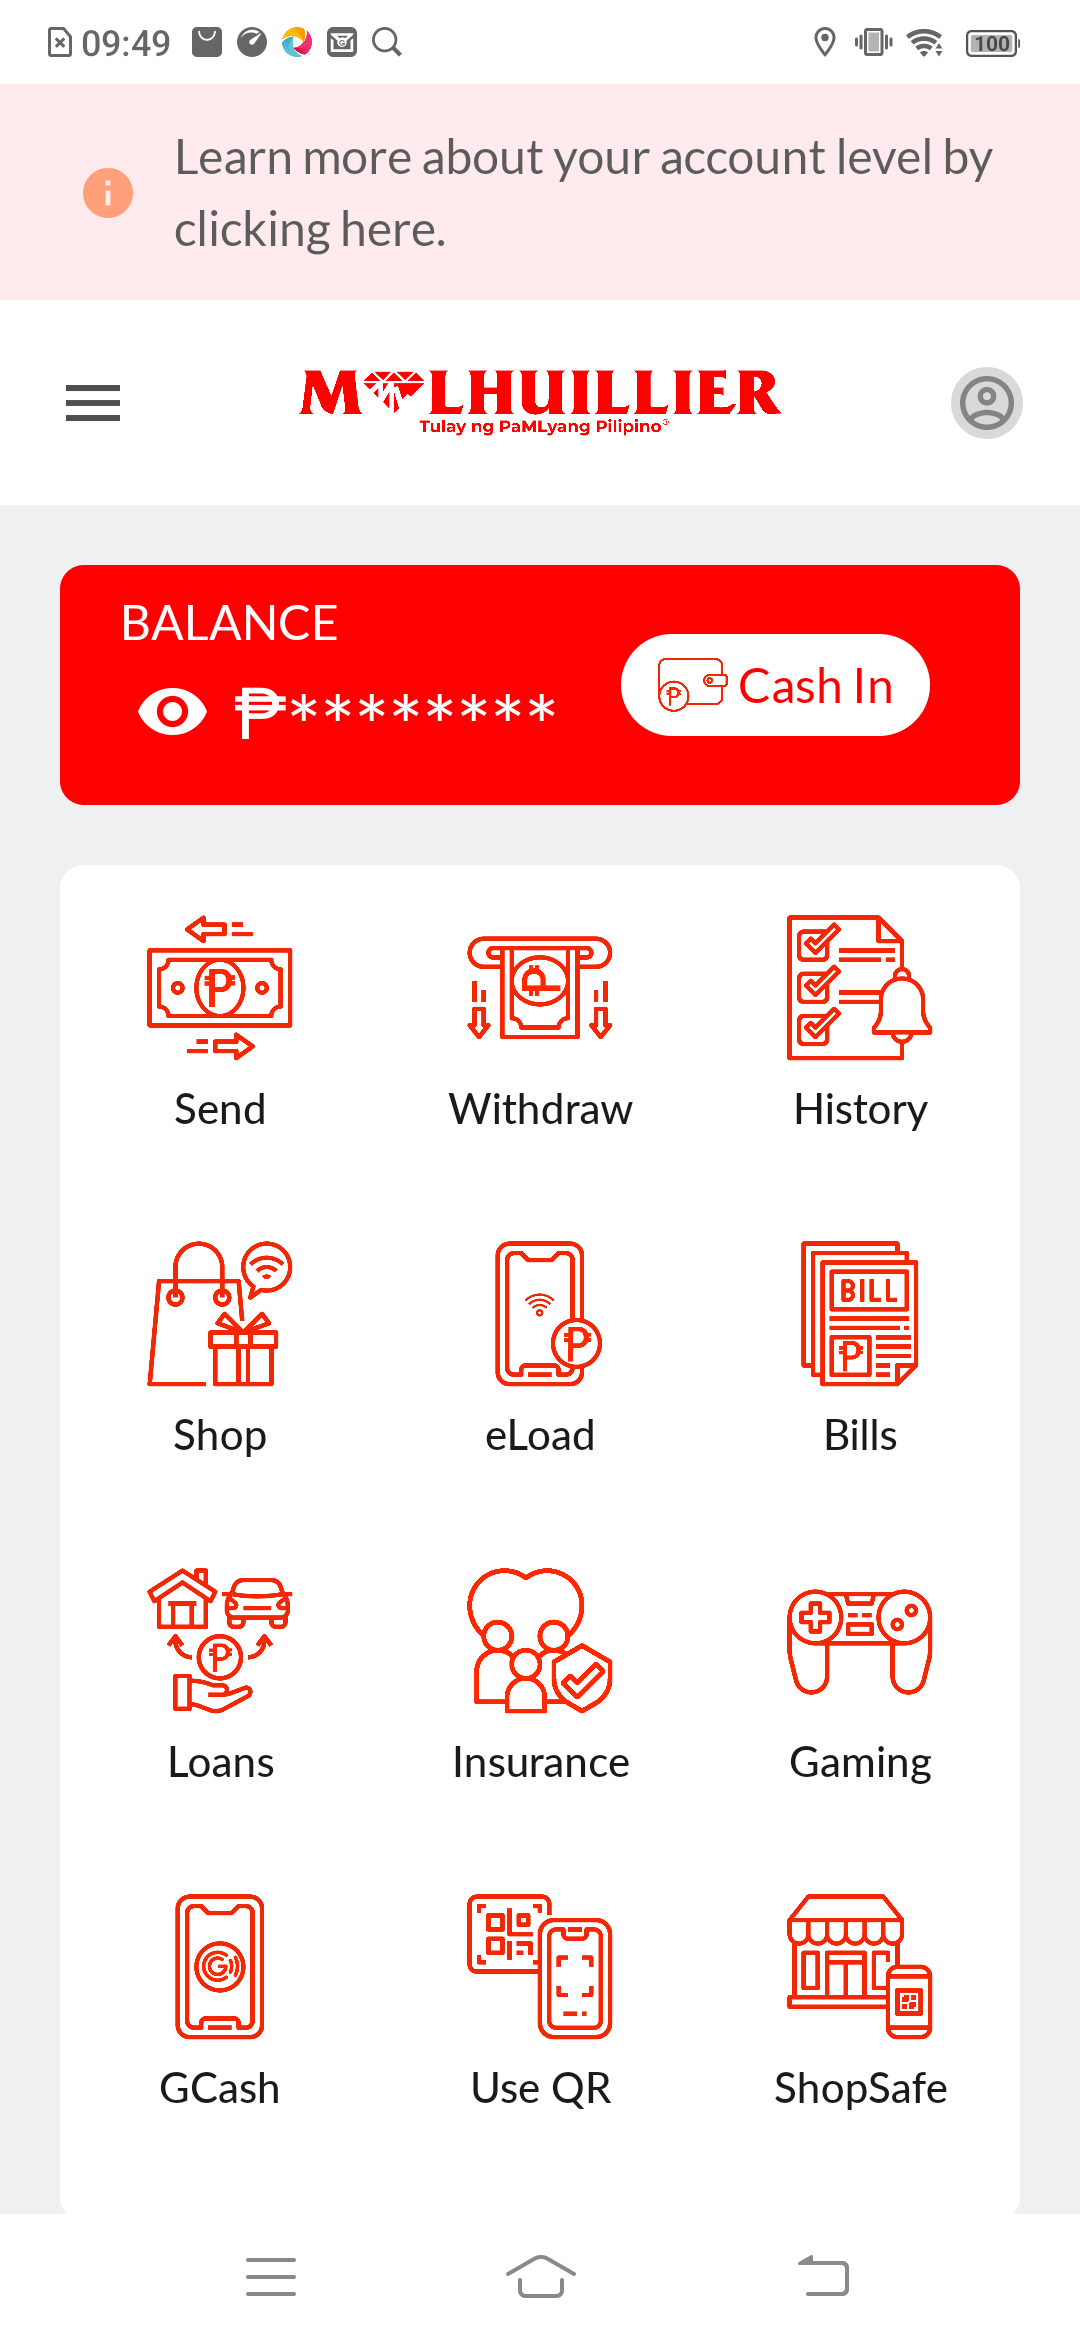 09:49
100
Learn more about your account level by
clicking here.
M LHUILLIER
Tulay ng PaMLyang Pilipino®
BALANCE
₱********
Cash In
Send
Withdraw
History
Shop
eLoad
BILL
Bills
Loans
Insurance
Gaming
GCash
Use QR
ShopSafe